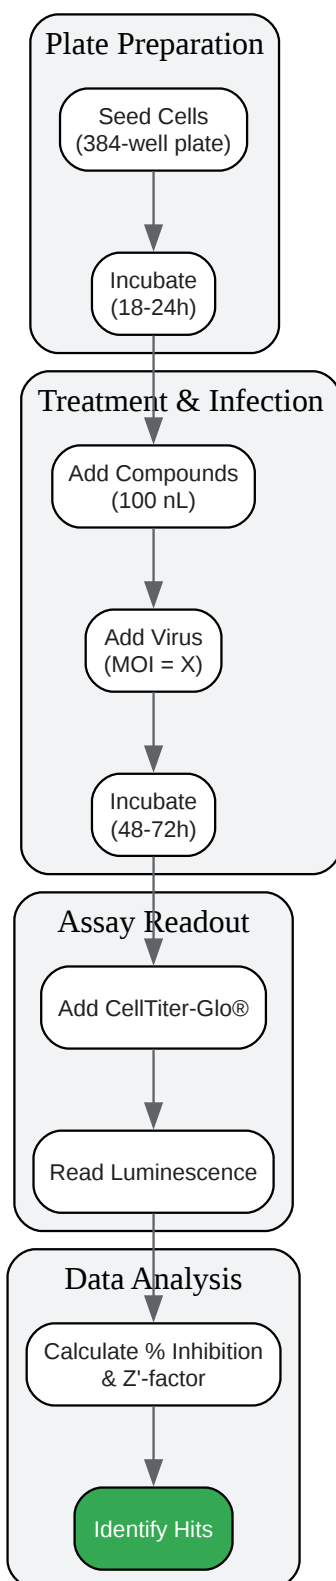 Plate Preparation
Seed Cells
(384-well plate)
Incubate
(18-24h)
Treatment & Infection
Add Compounds
(100 nL)
Add Virus
(MOI = X)
Incubate
(48-72h)
Assay Readout
Add CellTiter-Glo®
Read Luminescence
Data Analysis
Calculate % Inhibition
& Z'-factor
Identify Hits